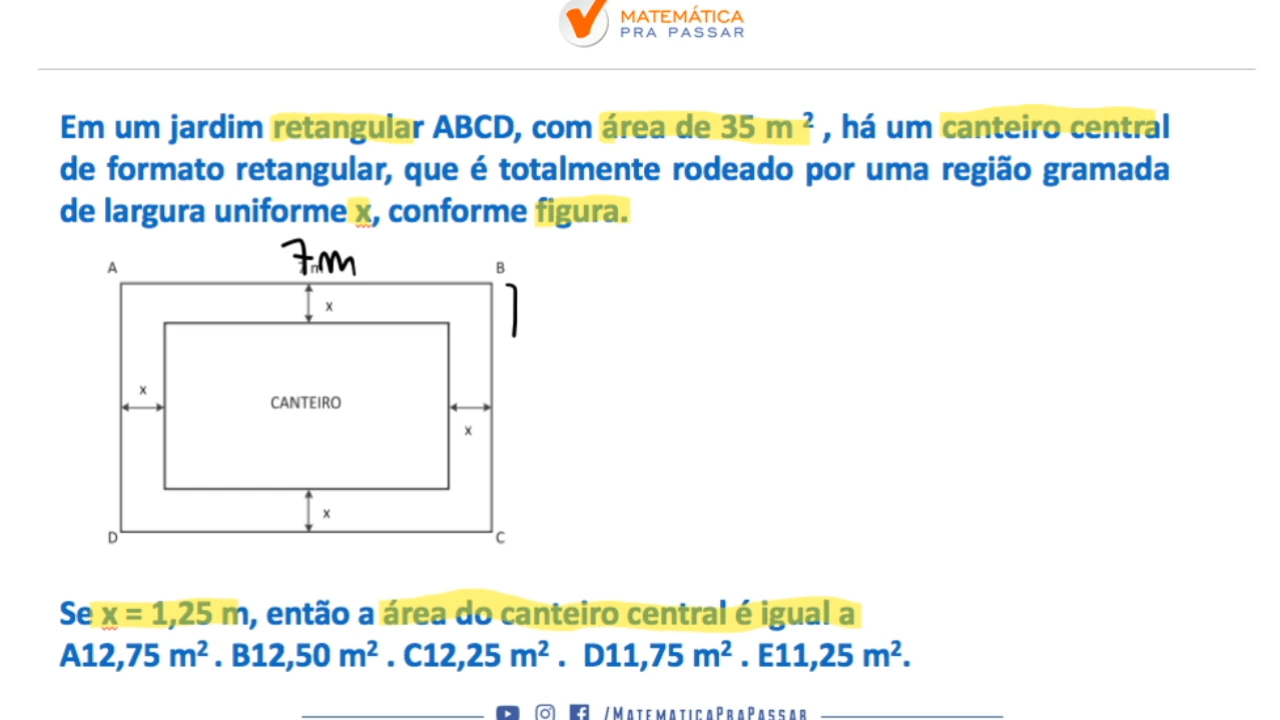 MATEMÁTICA
PRA PASSAR
Em um jardim retangular ABCD, com área de 35 m ² , há um canteiro central
de formato retangular, que é totalmente rodeado por uma região gramada
de largura uniforme x, conforme figura.
7m
A B
x
x
CANTEIRO
x
x
D C
Se x = 1,25 m, então a área do canteiro central é igual a
A12,75 m² . B12,50 m² . C12,25 m² . D11,75 m² . E11,25 m².
/MATEMATICAPRAPASSAR